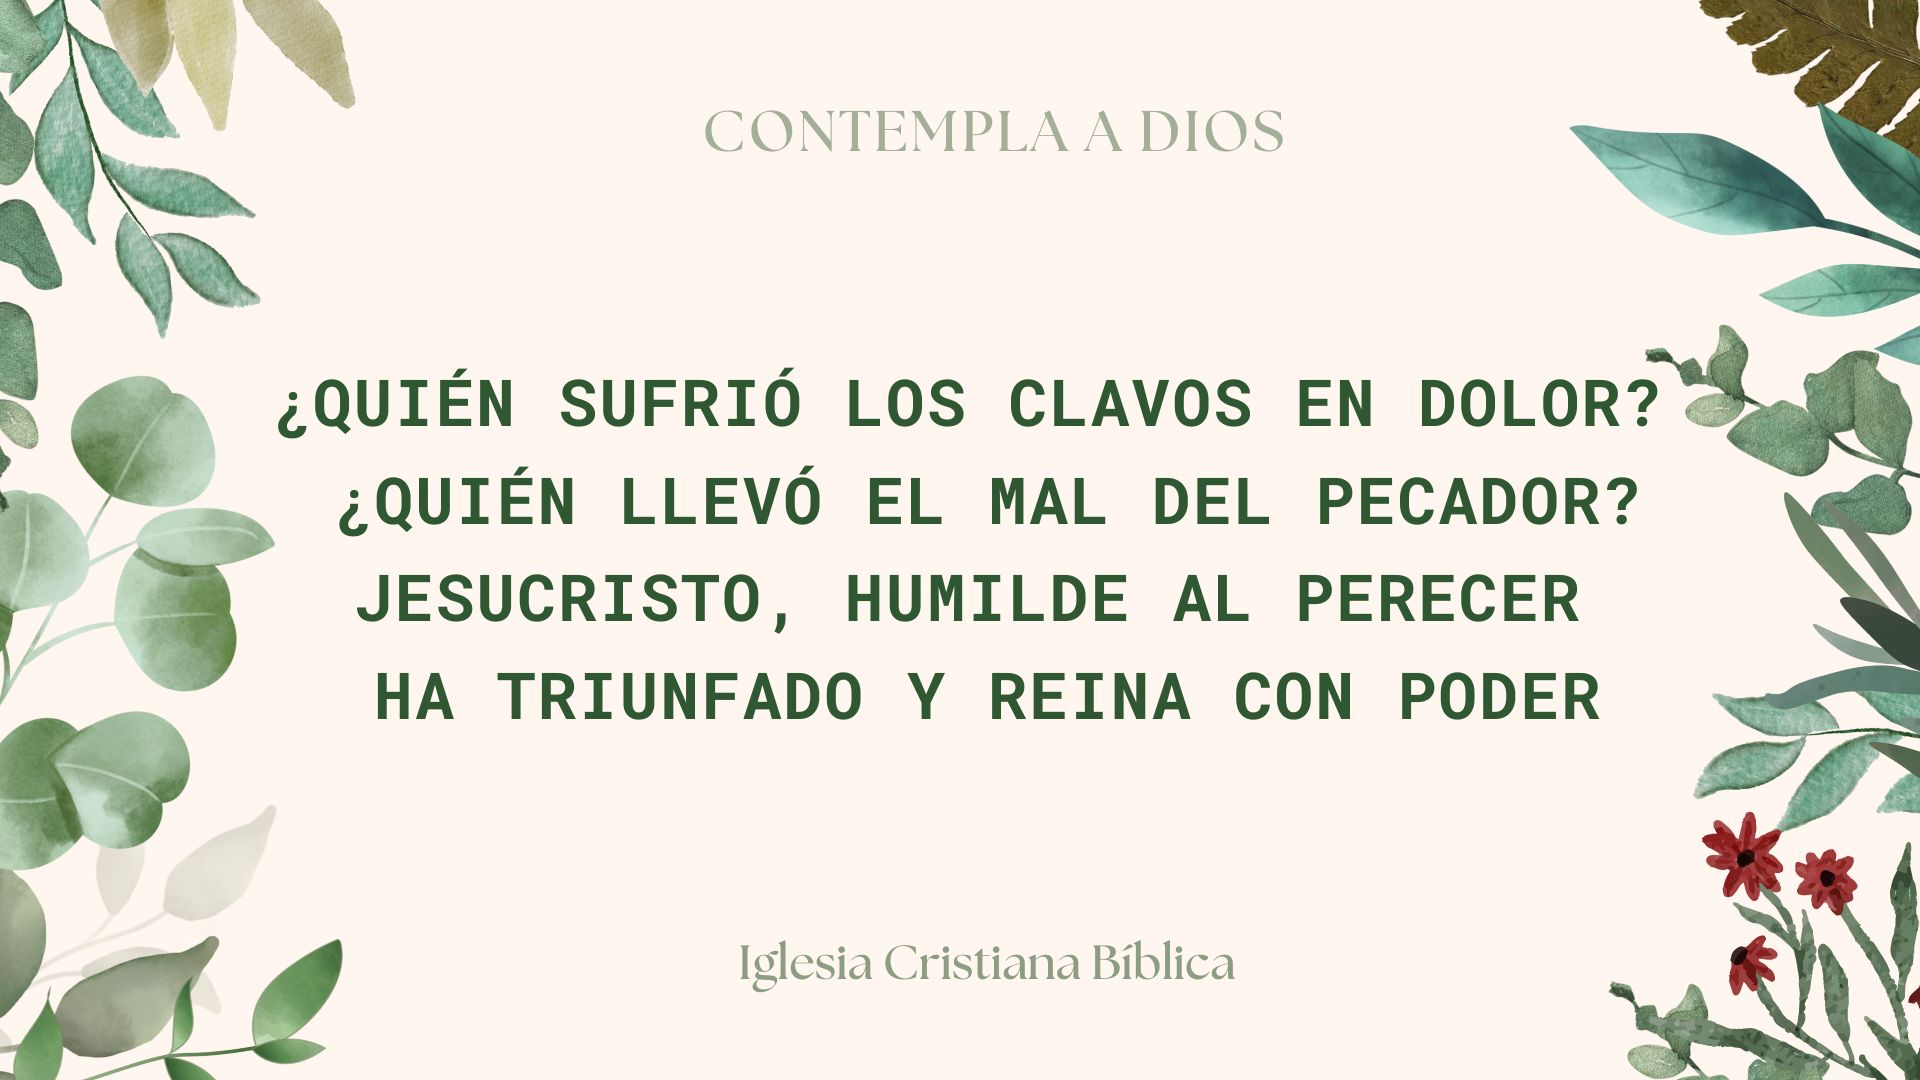 CONTEMPLA A DIOS
¿QUIÉN SUFRIÓ LOS CLAVOS EN DOLOR?
¿QUIÉN LLEVÓ EL MAL DEL PECADOR?
JESUCRISTO, HUMILDE AL PERECER
HA TRIUNFADO Y REINA CON PODER
Iglesia Cristiana Bíblica